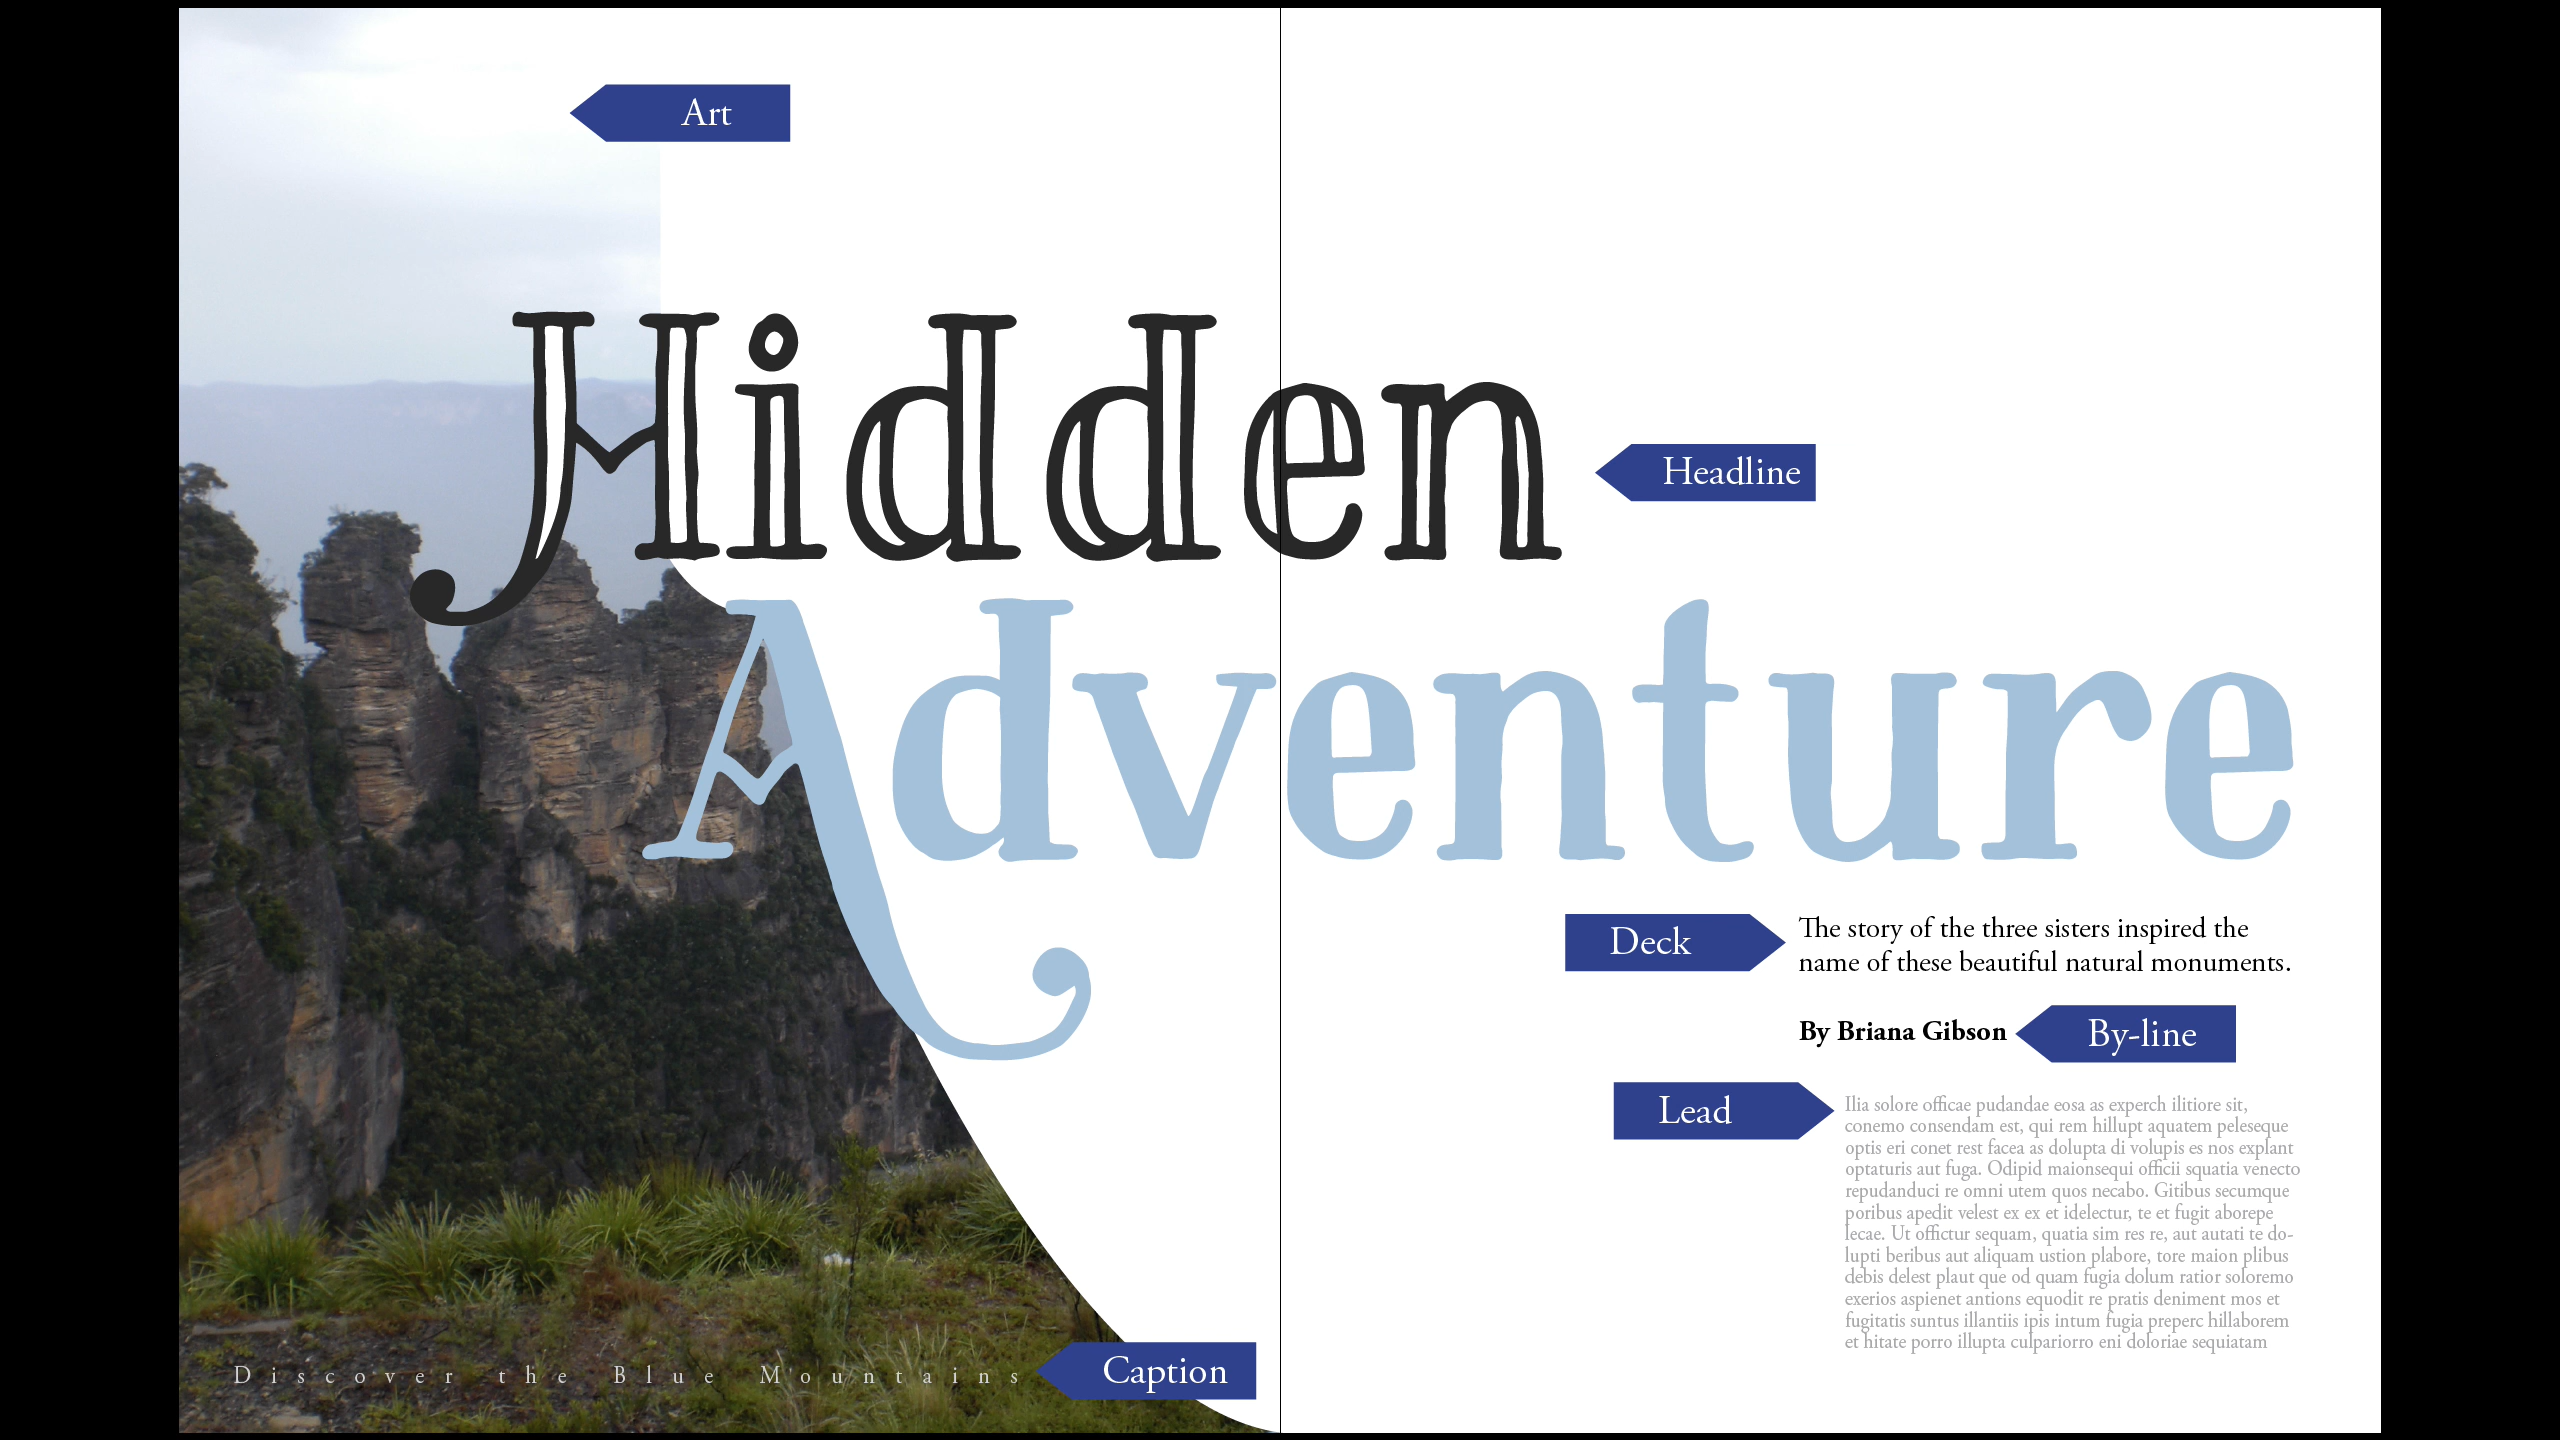 Art
Hidden
Headline
Adventure
Deck
The story of the three sisters inspired the
name of these beautiful natural monuments.
By Briana Gibson
By-line
Lead
Ilia solore officae pudandae eosa as experch ilitiore sit,
conemo consendam est, qui rem hillupt aquatem peleseque
optis eri conet rest facea as dolupta di volupis es nos explant
optaturis aut fuga. Odipid maionsequi officii squatia venecto
repudanduci re omni utem quos necabo. Gitibus secumque
poribus apedit velest ex ex et idelectur, te et fugit aborepe
lecae. Ut offictur sequam, quatia sim res re, aut autati te do-
lupti beribus aut aliquam ustion plabore, tore maion plibus
debis delest plaut que od quam fugia dolum ratior soloremo
exerios aspienet antions equodit re pratis deniment mos et
fugitatis suntus illantiis ipis intum fugia preperc hillaborem
et hitate porro illupta culpariorro eni doloriae sequiatam
Discover the Blue Mountains
Caption